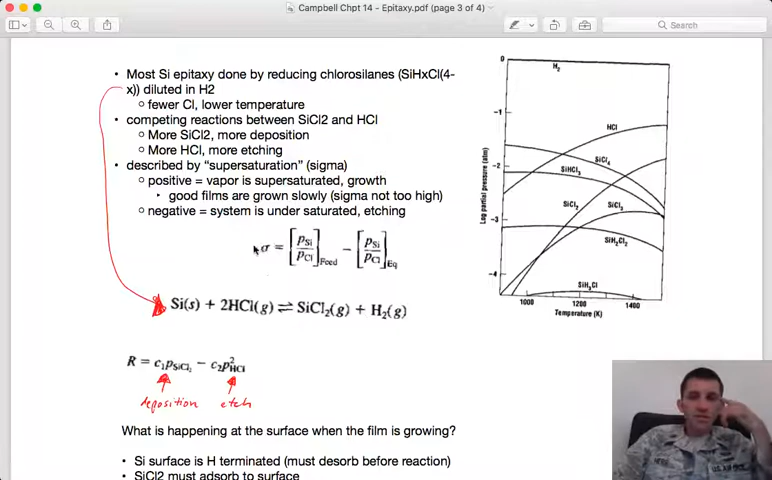 Campbell Chpt 14 - Epitaxy.pdf (page 3 of 4)
Search
• Most Si epitaxy done by reducing chlorosilanes (SiHxCl(4-
x)) diluted in H2
○ fewer Cl, lower temperature
• competing reactions between SiCl2 and HCl
○ More SiCl2, more deposition
○ More HCl, more etching
• described by "supersaturation" (sigma)
○ positive = vapor is supersaturated, growth
‣ good films are grown slowly (sigma not too high)
○ negative = system is under saturated, etching
σ = [pSi/pCl]Feed − [pSi/pCl]Eq
Si(s) + 2HCl(g) ⇌ SiCl₂(g) + H₂(g)
R = c₁pSiCl₂ − c₂p²HCl
deposition etch
What is happening at the surface when the film is growing?
• Si surface is H terminated (must desorb before reaction)
• SiCl2 must adsorb to surface
0
H₂
−1
HCl
−2
SiCl₄
SiHCl₃
SiCl₂
SiCl₃
−3
SiH₂Cl₂
−4
SiH₃Cl
1000 1200 1400
Temperature (K)
Log partial pressure (atm)
U.S. AIR FORCE